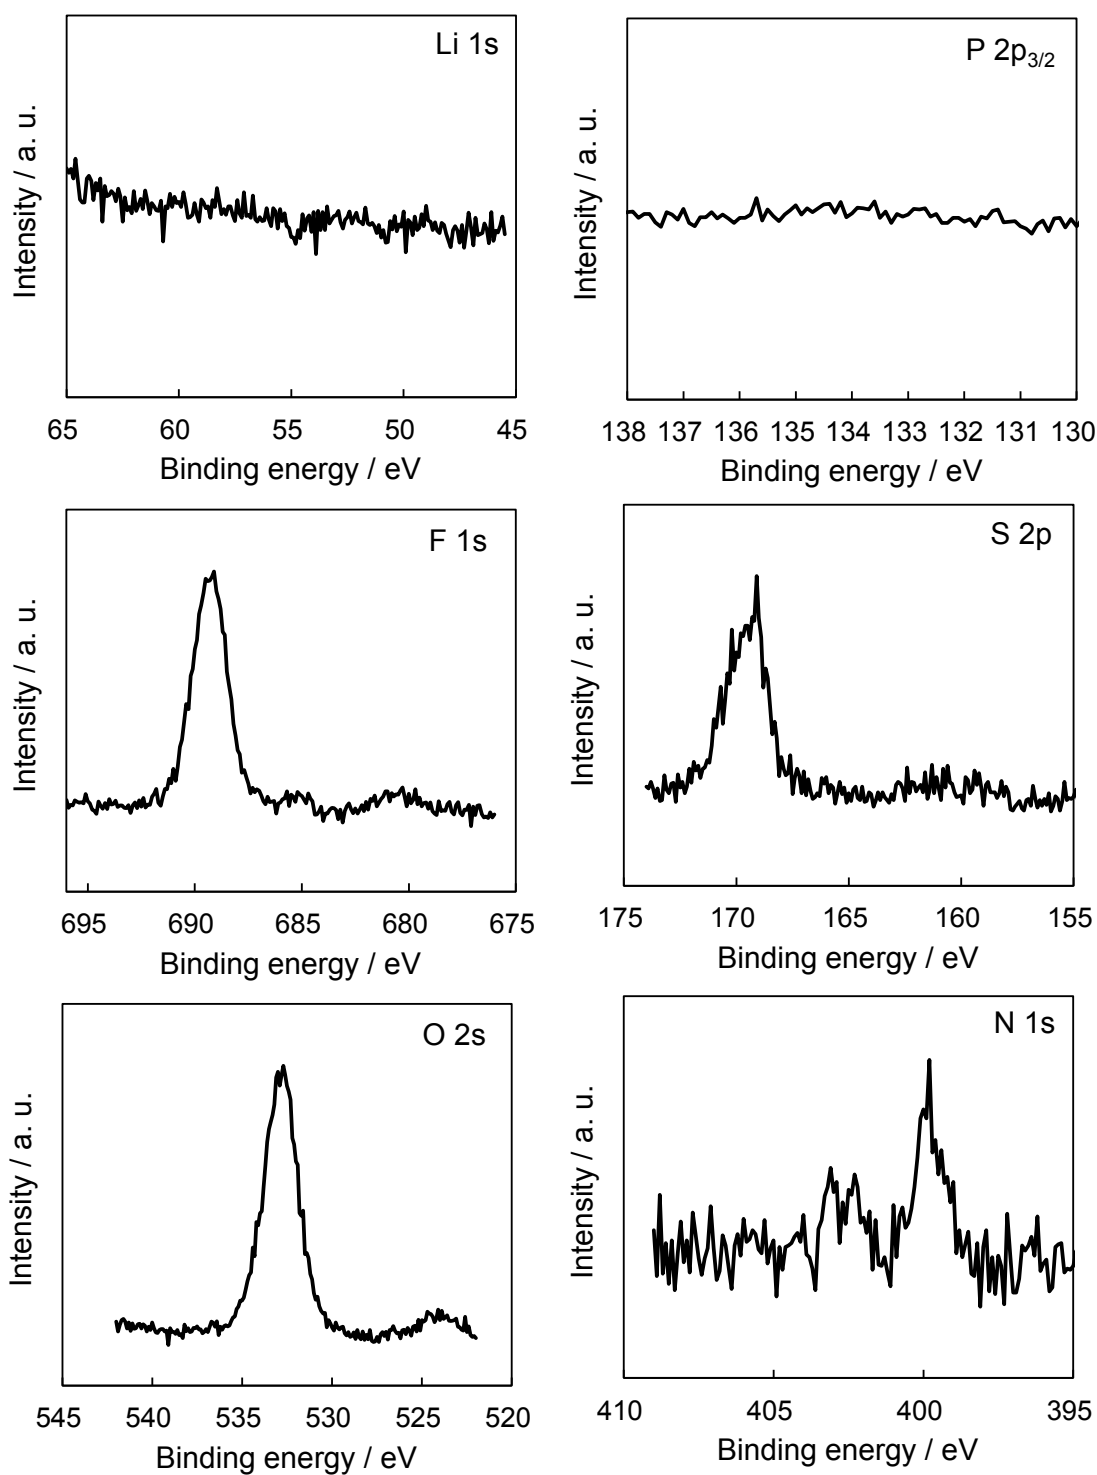 Li 1s
Intensity / a. u.
65 60 55 50 45
Binding energy / eV
P 2p3/2
Intensity / a. u.
138 137 136 135 134 133 132 131 130
Binding energy / eV
F 1s
Intensity / a. u.
695 690 685 680 675
Binding energy / eV
S 2p
Intensity / a. u.
175 170 165 160 155
Binding energy / eV
O 2s
Intensity / a. u.
545 540 535 530 525 520
Binding energy / eV
N 1s
Intensity / a. u.
410 405 400 395
Binding energy / eV